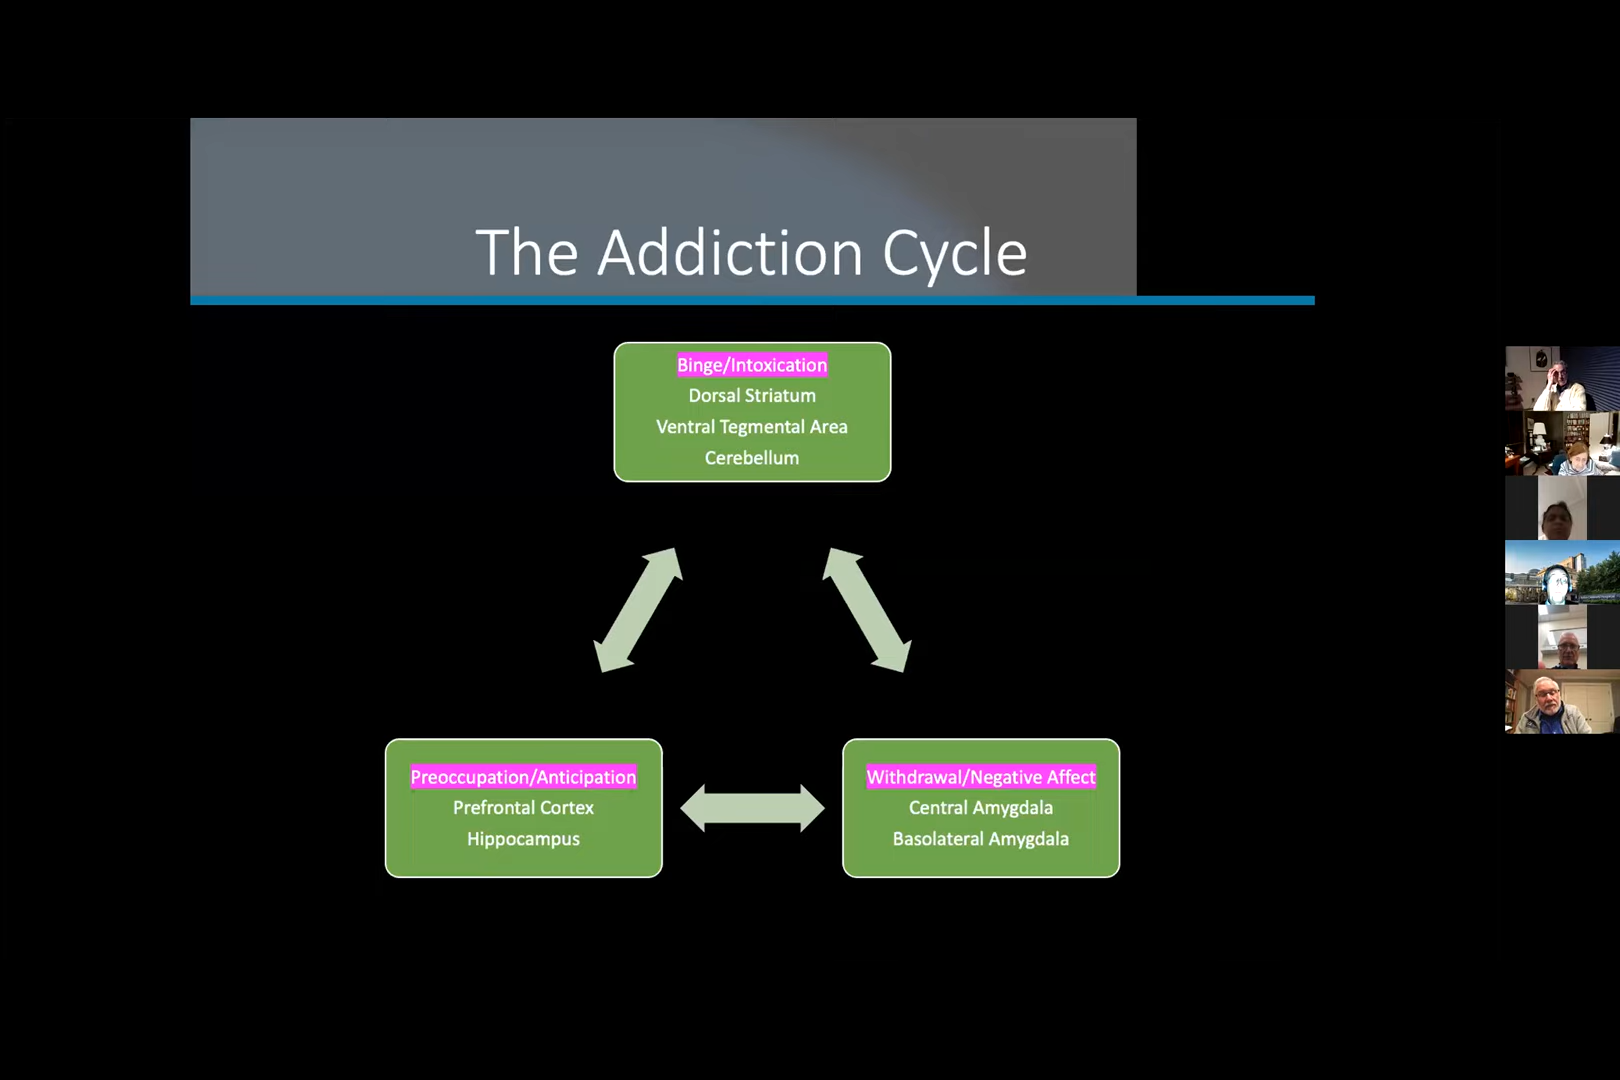 The Addiction Cycle
Binge/Intoxication
Dorsal Striatum
Ventral Tegmental Area
Cerebellum
Preoccupation/Anticipation
Prefrontal Cortex
Hippocampus
Withdrawal/Negative Affect
Central Amygdala
Basolateral Amygdala